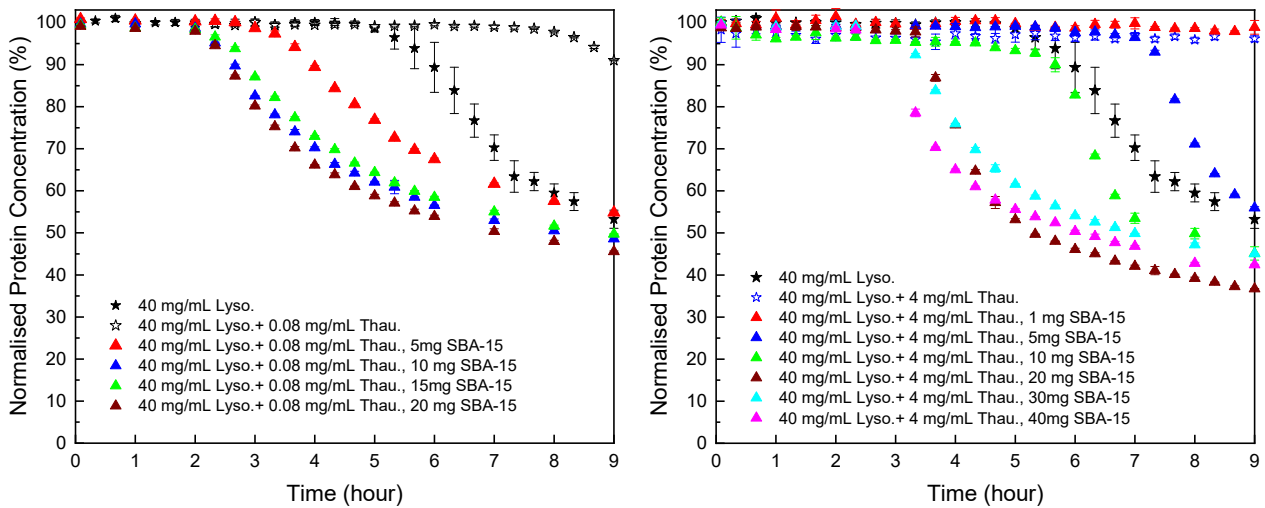 Normalised Protein Concentration (%)
100
90
80
70
60
50
40
30
20
10
0
40 mg/mL Lyso.
40 mg/mL Lyso.+ 0.08 mg/mL Thau.
40 mg/mL Lyso.+ 0.08 mg/mL Thau., 5mg SBA-15
40 mg/mL Lyso.+ 0.08 mg/mL Thau., 10 mg SBA-15
40 mg/mL Lyso.+ 0.08 mg/mL Thau., 15mg SBA-15
40 mg/mL Lyso.+ 0.08 mg/mL Thau., 20 mg SBA-15
0 1 2 3 4 5 6 7 8 9
Time (hour)
Normalised Protein Concentration (%)
100
90
80
70
60
50
40
30
20
10
0
40 mg/mL Lyso.
40 mg/mL Lyso.+ 4 mg/mL Thau.
40 mg/mL Lyso.+ 4 mg/mL Thau., 1 mg SBA-15
40 mg/mL Lyso.+ 4 mg/mL Thau., 5mg SBA-15
40 mg/mL Lyso.+ 4 mg/mL Thau., 10 mg SBA-15
40 mg/mL Lyso.+ 4 mg/mL Thau., 20 mg SBA-15
40 mg/mL Lyso.+ 4 mg/mL Thau., 30mg SBA-15
40 mg/mL Lyso.+ 4 mg/mL Thau., 40mg SBA-15
0 1 2 3 4 5 6 7 8 9
Time (hour)